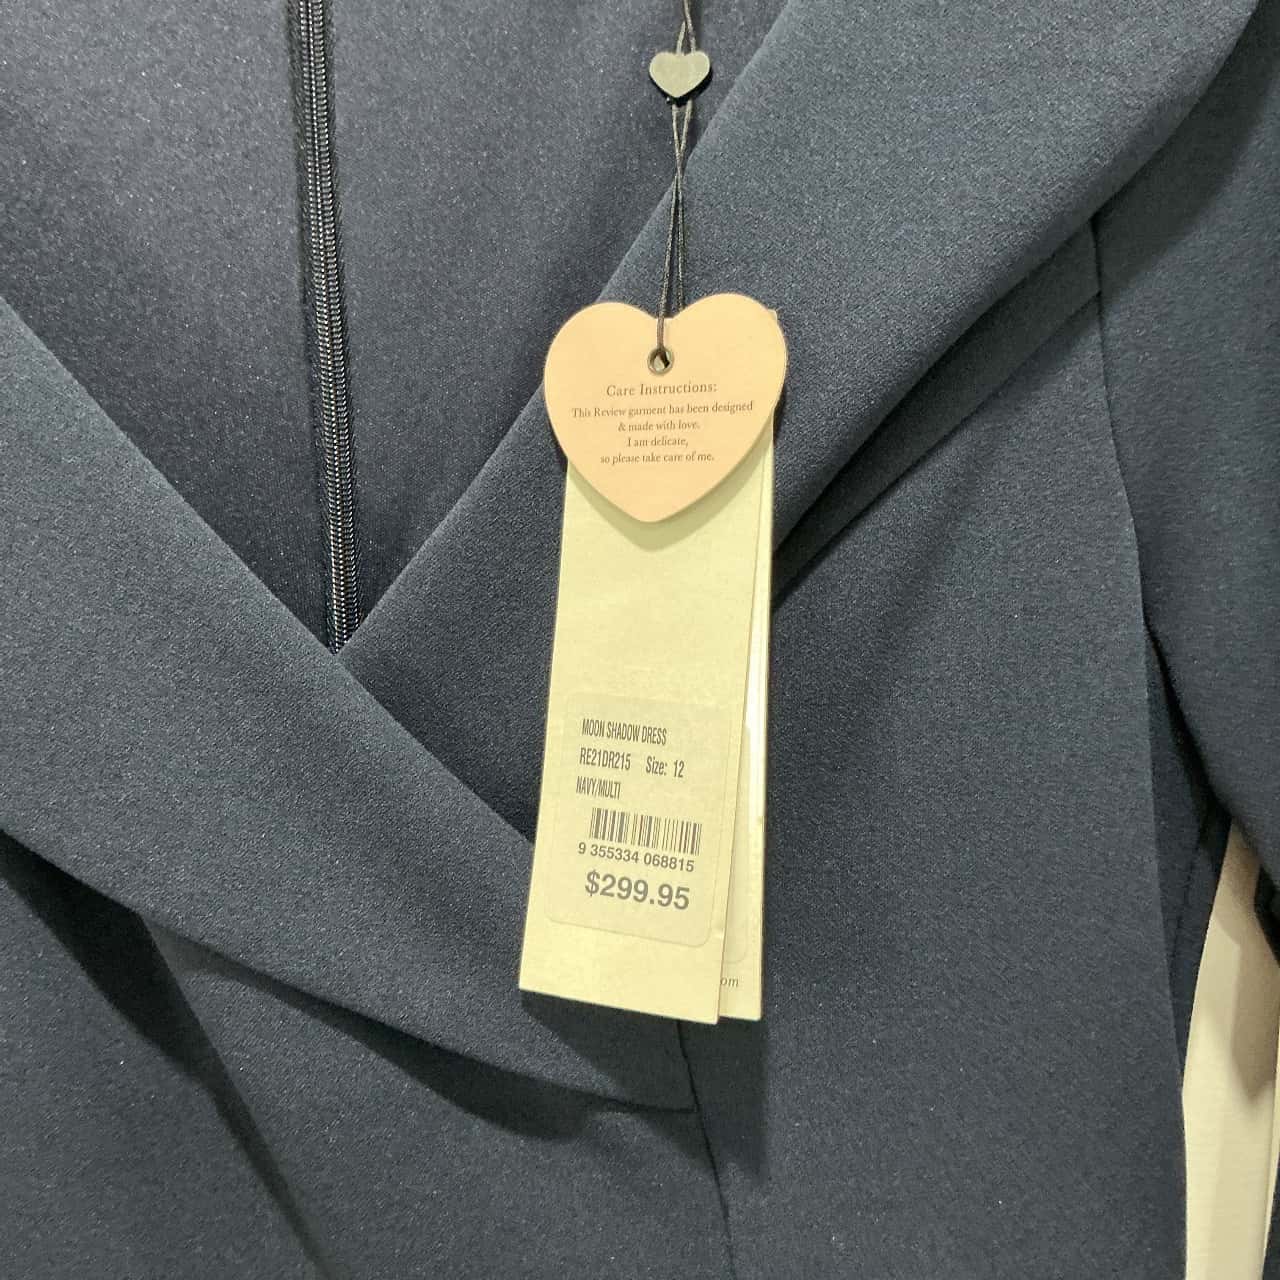 Care Instructions:
This Review garment has been designed
& made with love.
I am delicate,
so please take care of me.
MOON SHADOW DRESS
RE21DR215 Size: 12
NAVY/MULTI
9 355334 068815
$299.95
om